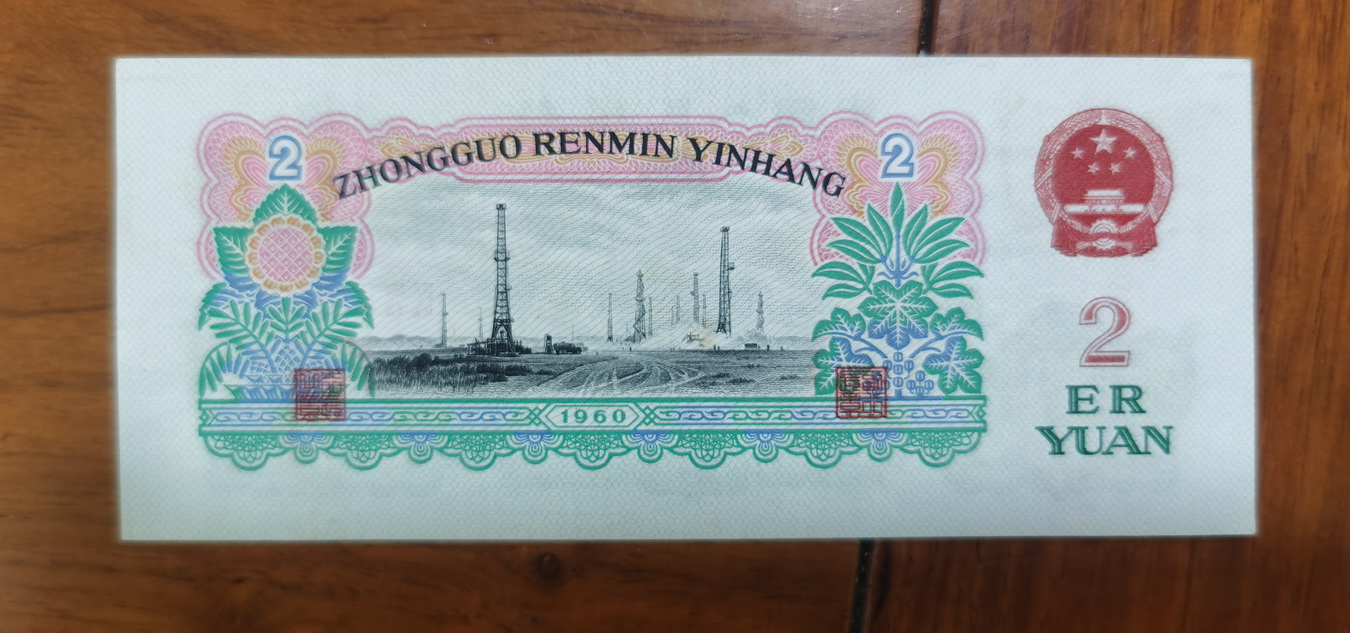 2 2
ZHONGGUO RENMIN YINHANG
1960
2
ER
YUAN